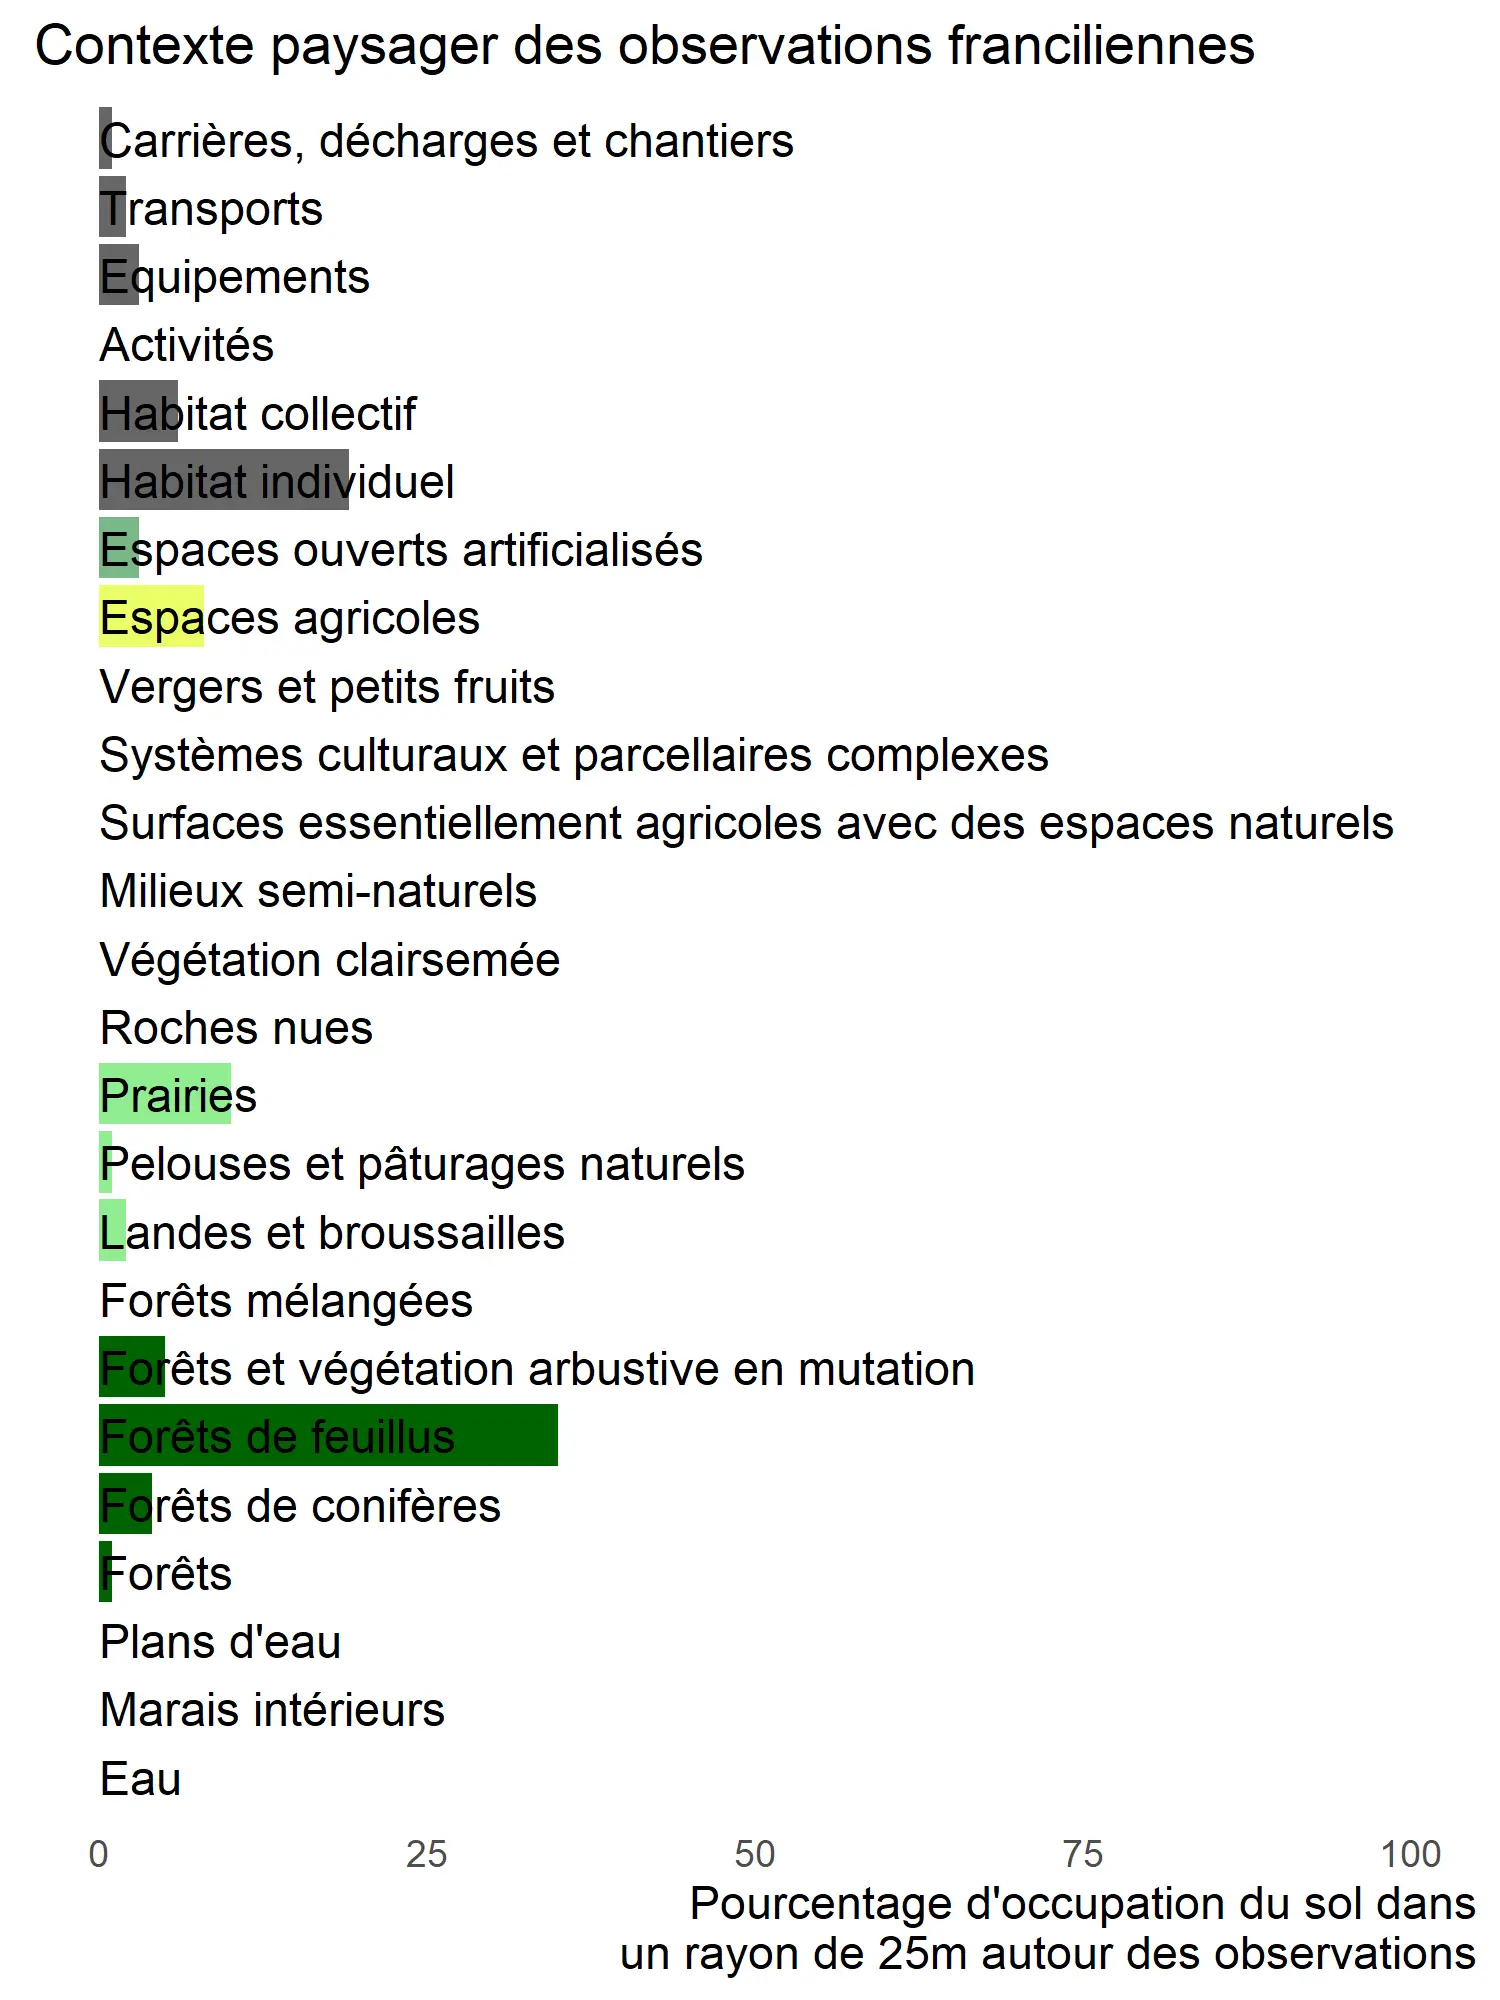 Contexte paysager des observations franciliennes
Carrières, décharges et chantiers
Transports
Equipements
Activités
Habitat collectif
Habitat individuel
Espaces ouverts artificialisés
Espaces agricoles
Vergers et petits fruits
Systèmes culturaux et parcellaires complexes
Surfaces essentiellement agricoles avec des espaces naturels
Milieux semi-naturels
Végétation clairsemée
Roches nues
Prairies
Pelouses et pâturages naturels
Landes et broussailles
Forêts mélangées
Forêts et végétation arbustive en mutation
Forêts de feuillus
Forêts de conifères
Forêts
Plans d'eau
Marais intérieurs
Eau
0 25 50 75 100
Pourcentage d'occupation du sol dans
un rayon de 25m autour des observations